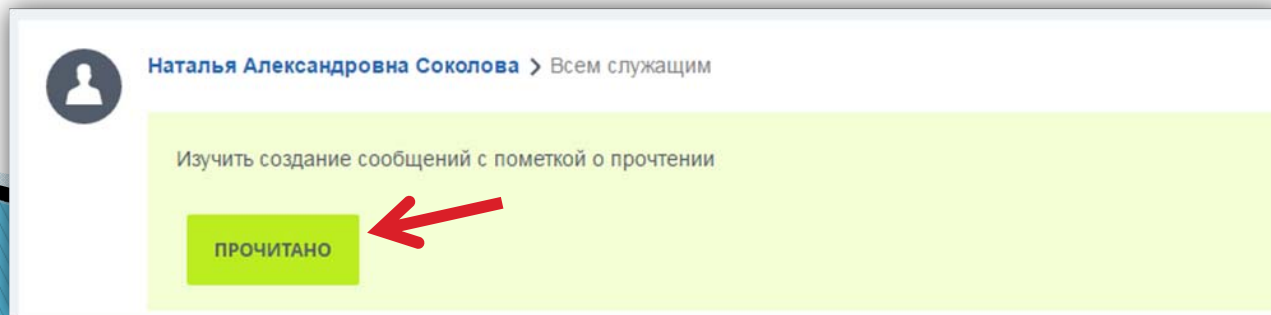 Наталья Александровна Соколова > Всем служащим
Изучить создание сообщений с пометкой о прочтении
ПРОЧИТАНО